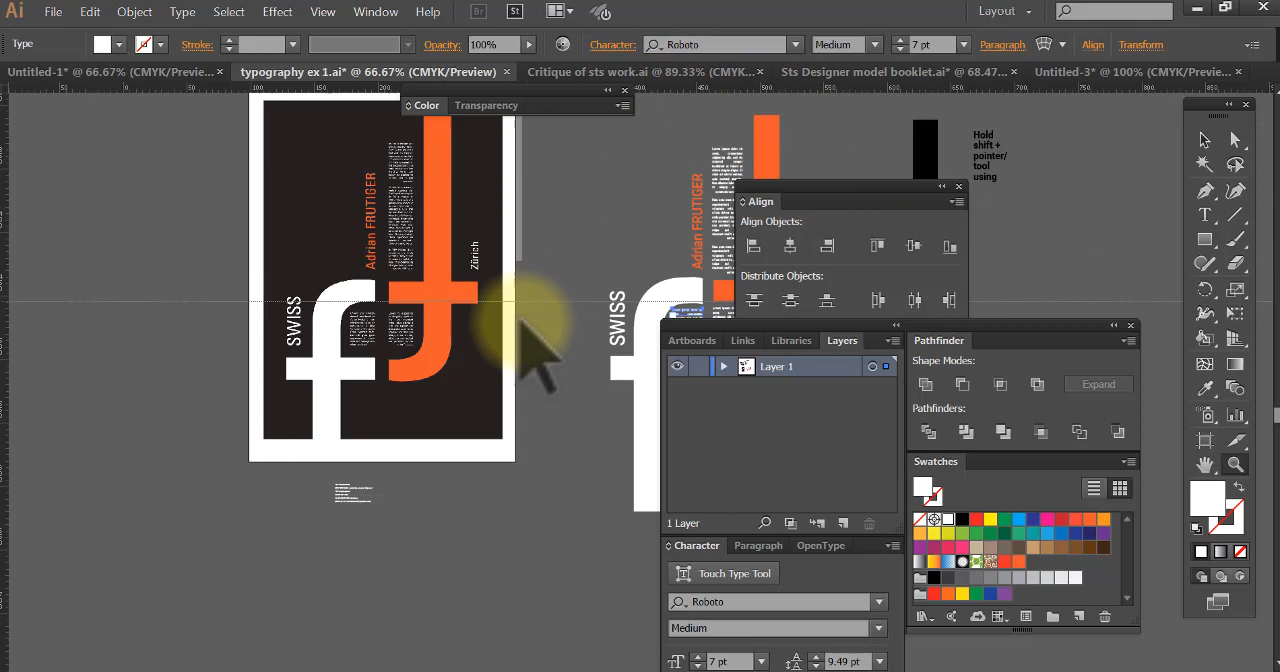 Ai File Edit Object Type Select Effect View Window Help Br St Layout
Type Stroke: Opacity: 100% Character: Roboto Medium 7 pt Paragraph Align Transform
Untitled-1* @ 66.67% (CMYK/Previe... × typography ex 1.ai* @ 66.67% (CMYK/Preview) × Critique of sts work.ai @ 89.33% (CMYK... × Sts Designer model booklet.ai* @ 68.47... × Untitled-3* @ 100% (CMYK/Previe... ×
Color Transparency
Adrian FRUTIGER
Zürich
SWISS
Adrian FRUTIGER
SWISS
Hold
shift +
pointer/
tool
using
Align
Align Objects:
Distribute Objects:
Artboards Links Libraries Layers
Layer 1
1 Layer
Pathfinder
Shape Modes:
Expand
Pathfinders:
Swatches
Character Paragraph OpenType
Touch Type Tool
Roboto
Medium
7 pt 9.49 pt